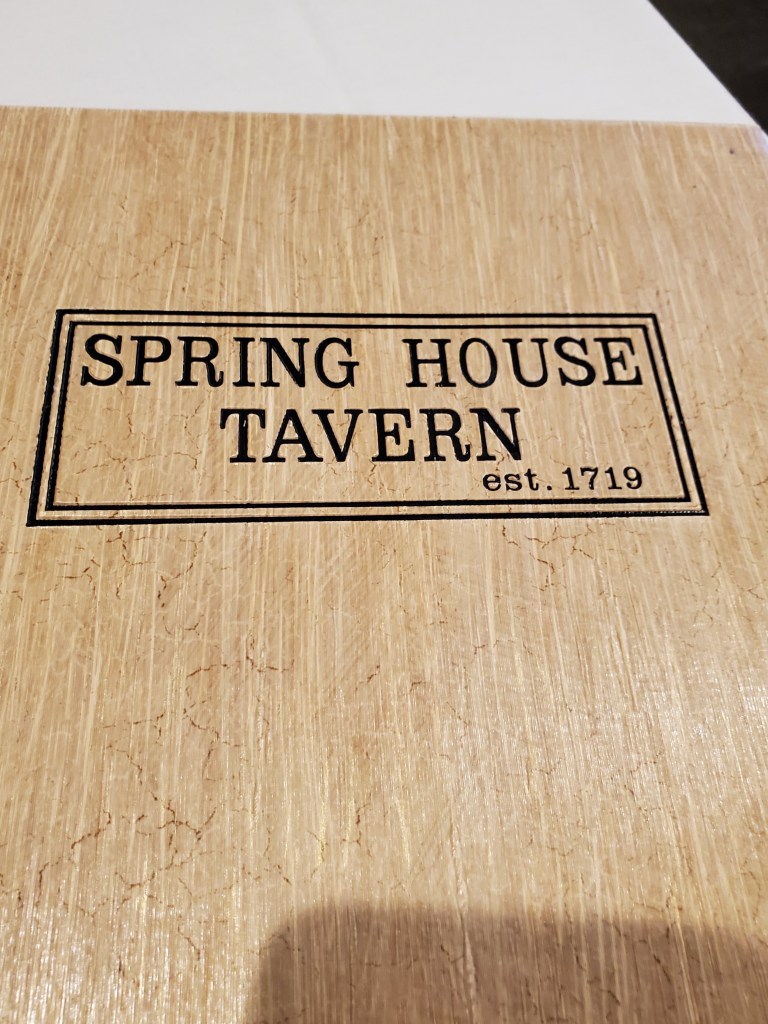 SPRING HOUSE
TAVERN
est. 1719